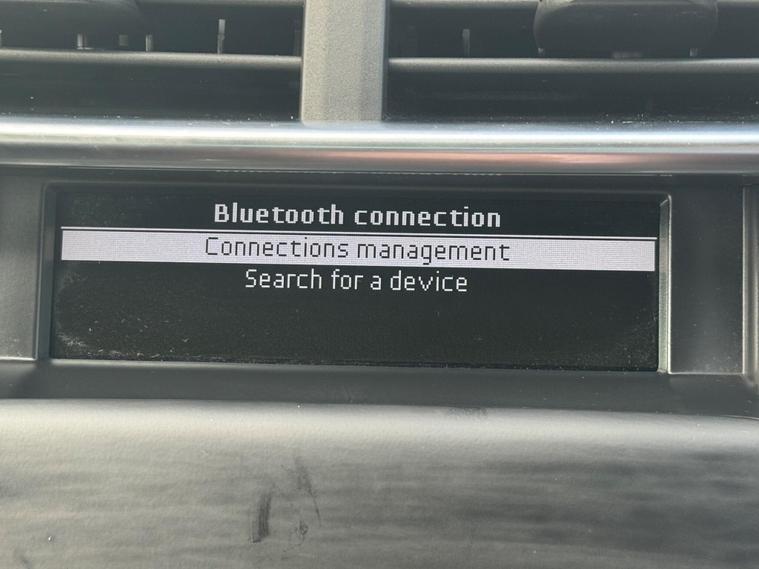 Bluetooth connection
Connections management
Search for a device